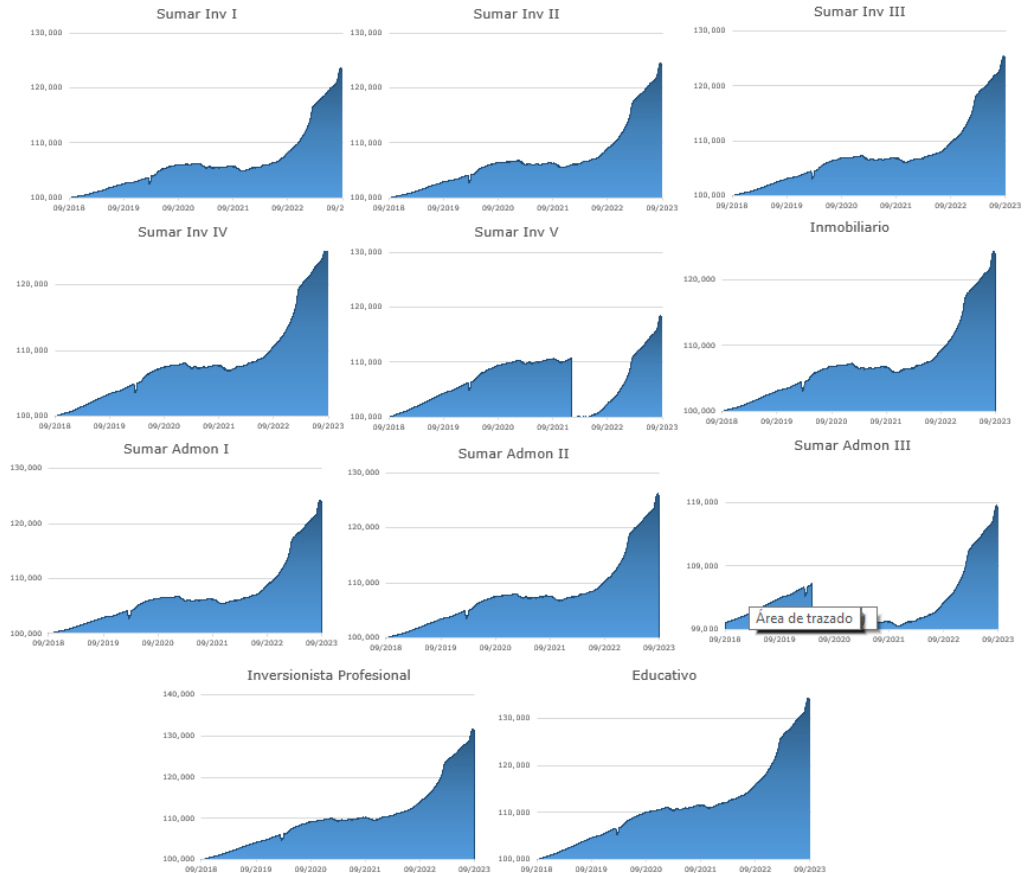 Sumar Inv I
130,000
120,000
110,000
100,000
09/2018 09/2019 09/2020 09/2021 09/2022 09/2
Sumar Inv II
130,000
120,000
110,000
100,000
09/2018 09/2019 09/2020 09/2021 09/2022 09/2023
Sumar Inv III
130,000
120,000
110,000
100,000
09/2018 09/2019 09/2020 09/2021 09/2022 09/2023
Sumar Inv IV
120,000
110,000
100,000
09/2018 09/2019 09/2020 09/2021 09/2022 09/2023
Sumar Inv V
130,000
120,000
110,000
100,000
09/2018 09/2019 09/2020 09/2021 09/2022 09/2023
Inmobiliario
120,000
110,000
100,000
09/2018 09/2019 09/2020 09/2021 09/2022 09/2023
Sumar Admon I
130,000
120,000
110,000
100,000
09/2018 09/2019 09/2020 09/2021 09/2022 09/2023
Sumar Admon II
130,000
120,000
110,000
100,000
09/2018 09/2019 09/2020 09/2021 09/2022 09/2023
Sumar Admon III
119,000
109,000
99,000
Área de trazado
09/2018 09/2019 09/2020 09/2021 09/2022 09/2023
Inversionista Profesional
140,000
130,000
120,000
110,000
100,000
09/2018 09/2019 09/2020 09/2021 09/2022 09/2023
Educativo
130,000
120,000
110,000
100,000
09/2018 09/2019 09/2020 09/2021 09/2022 09/2023